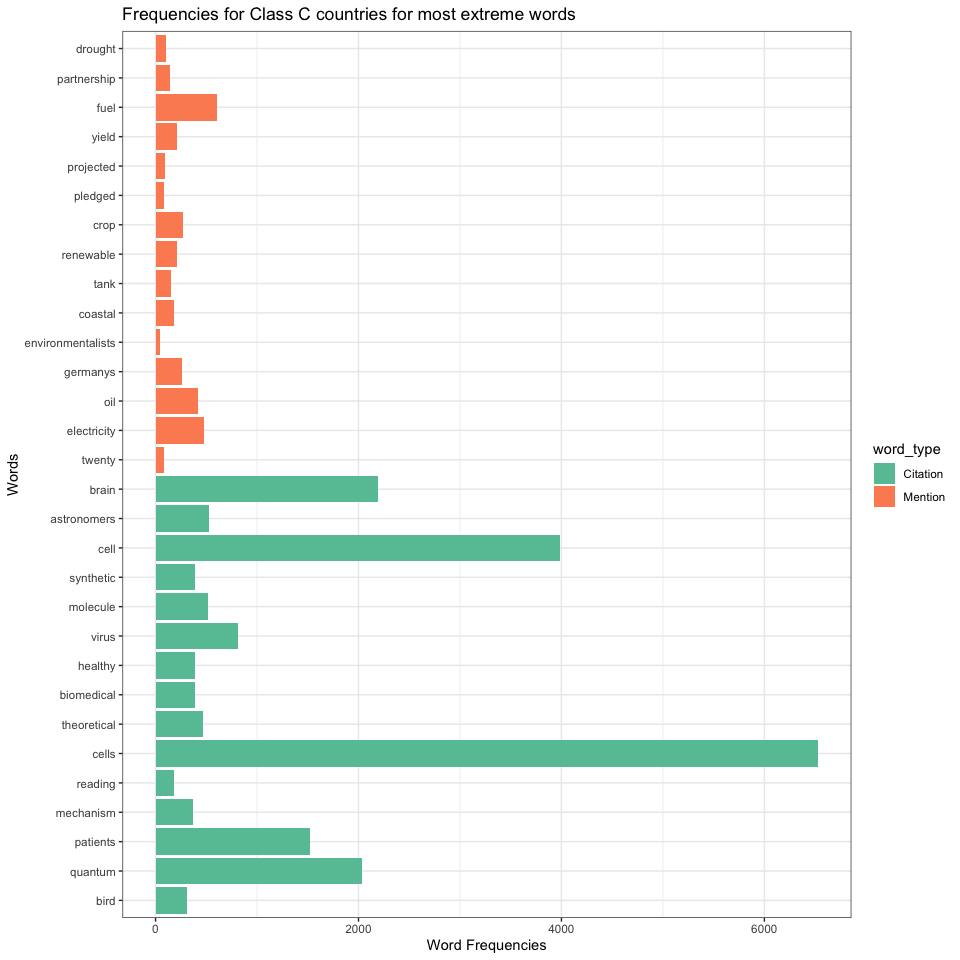 Frequencies for Class C countries for most extreme words
drought
partnership
fuel
yield
projected
pledged
crop
renewable
tank
coastal
environmentalists
germanys
oil
electricity
twenty
brain
astronomers
cell
synthetic
molecule
virus
healthy
biomedical
theoretical
cells
reading
mechanism
patients
quantum
bird
Words
0 2000 4000 6000
Word Frequencies
word_type
Citation
Mention